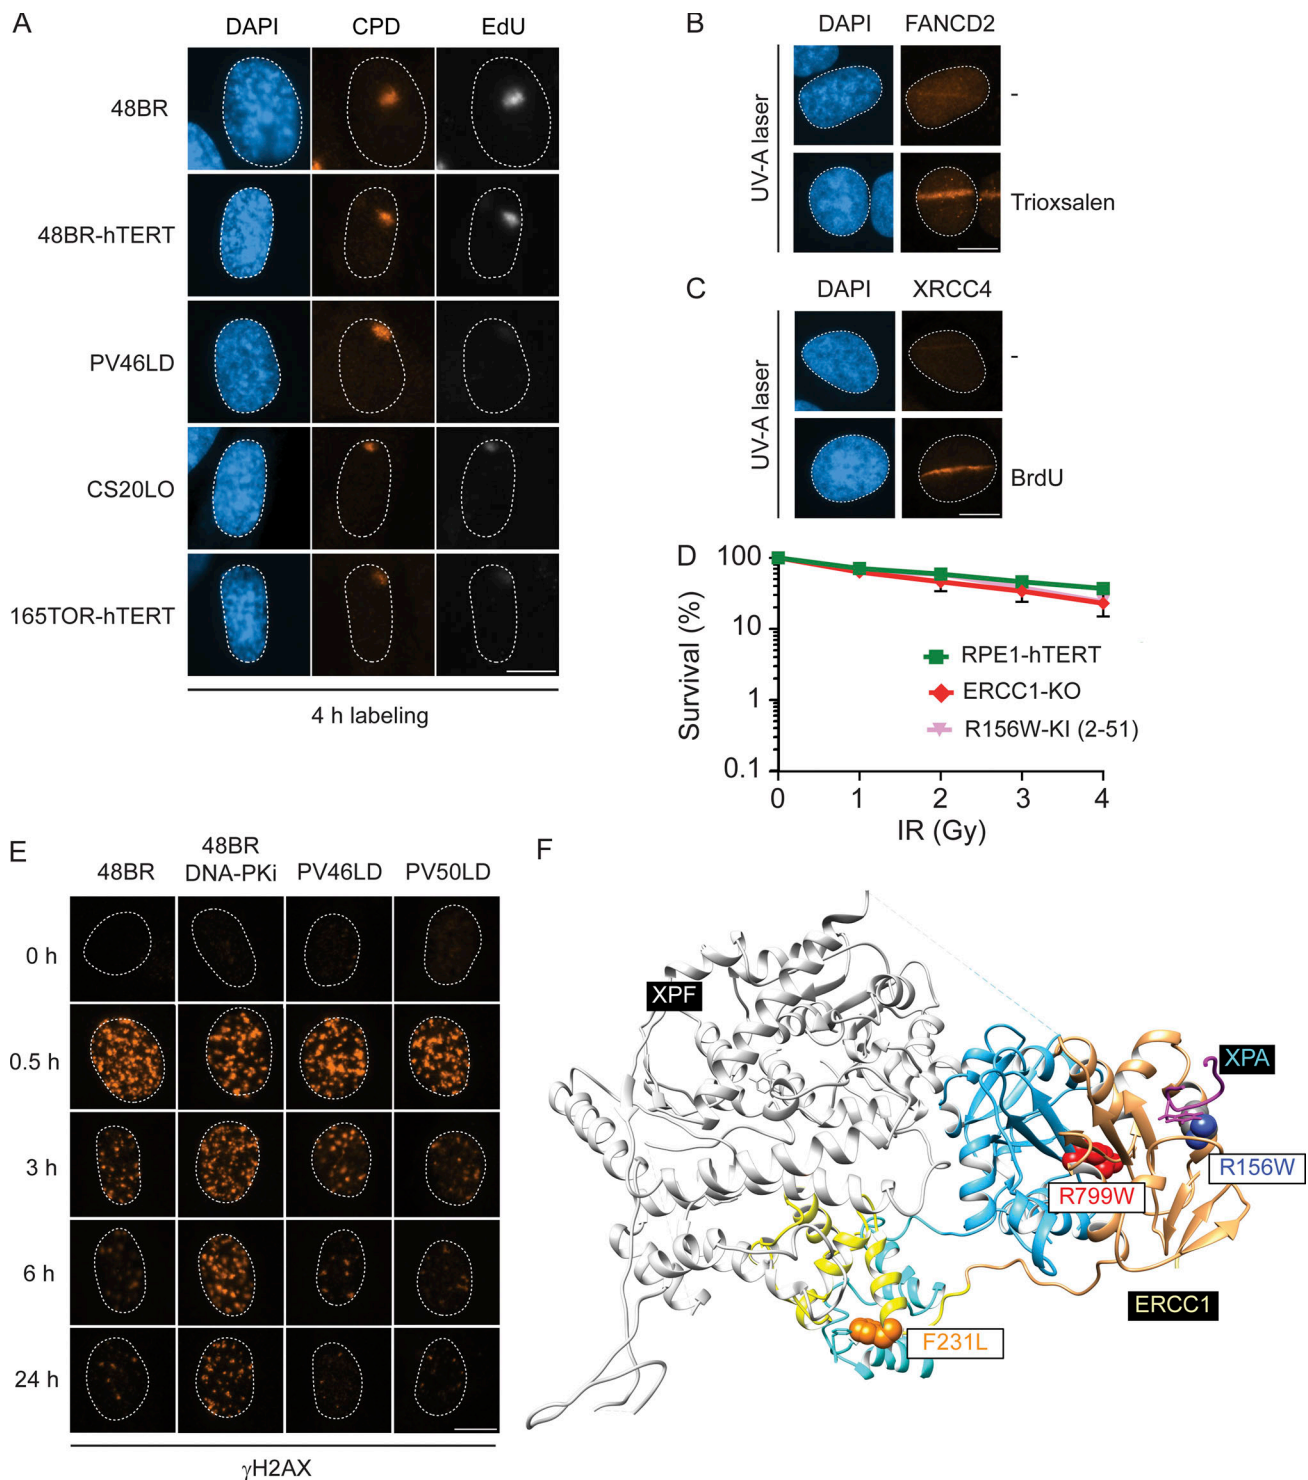 A
DAPI CPD EdU
48BR
48BR-hTERT
PV46LD
CS20LO
165TOR-hTERT
4 h labeling
B
DAPI FANCD2
UV-A laser
-
Trioxsalen
C
DAPI XRCC4
UV-A laser
-
BrdU
D
Survival (%)
100
10
1
0.1
0 1 2 3 4
IR (Gy)
RPE1-hTERT
ERCC1-KO
R156W-KI (2-51)
E
48BR
48BR
DNA-PKi
PV46LD
PV50LD
0 h
0.5 h
3 h
6 h
24 h
γH2AX
F
XPF
XPA
R156W
R799W
ERCC1
F231L